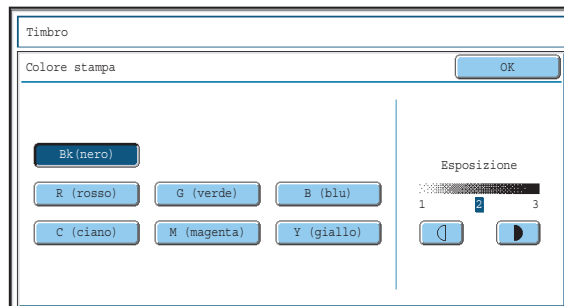 Timbro
Colore stampa
OK
Bk(nero)
R (rosso) G (verde) B (blu)
C (ciano) M (magenta) Y (giallo)
Esposizione
1 2 3